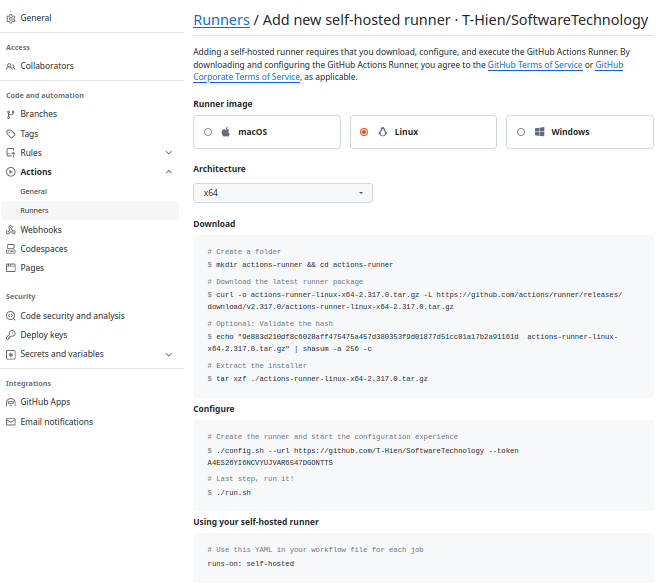 General
Access
Collaborators
Code and automation
Branches
Tags
Rules
Actions
General
Runners
Webhooks
Codespaces
Pages
Security
Code security and analysis
Deploy keys
Secrets and variables
Integrations
GitHub Apps
Email notifications
Runners / Add new self-hosted runner · T-Hien/SoftwareTechnology
Adding a self-hosted runner requires that you download, configure, and execute the GitHub Actions Runner. By
downloading and configuring the GitHub Actions Runner, you agree to the GitHub Terms of Service or GitHub
Corporate Terms of Service, as applicable.
Runner image
macOS
Linux
Windows
Architecture
x64
Download
# Create a folder
$ mkdir actions-runner && cd actions-runner
# Download the latest runner package
$ curl -o actions-runner-linux-x64-2.317.0.tar.gz -L https://github.com/actions/runner/releases/
download/v2.317.0/actions-runner-linux-x64-2.317.0.tar.gz
# Optional: Validate the hash
$ echo "9e883d210df8c6028aff475475a457d380353f9d01877d51cc01a17b2a91161d  actions-runner-linux-
x64-2.317.0.tar.gz" | shasum -a 256 -c
# Extract the installer
$ tar xzf ./actions-runner-linux-x64-2.317.0.tar.gz
Configure
# Create the runner and start the configuration experience
$ ./config.sh --url https://github.com/T-Hien/SoftwareTechnology --token
A4ES26YI6NCVYUJVAR6547DGONTTS
# Last step, run it!
$ ./run.sh
Using your self-hosted runner
# Use this YAML in your workflow file for each job
runs-on: self-hosted